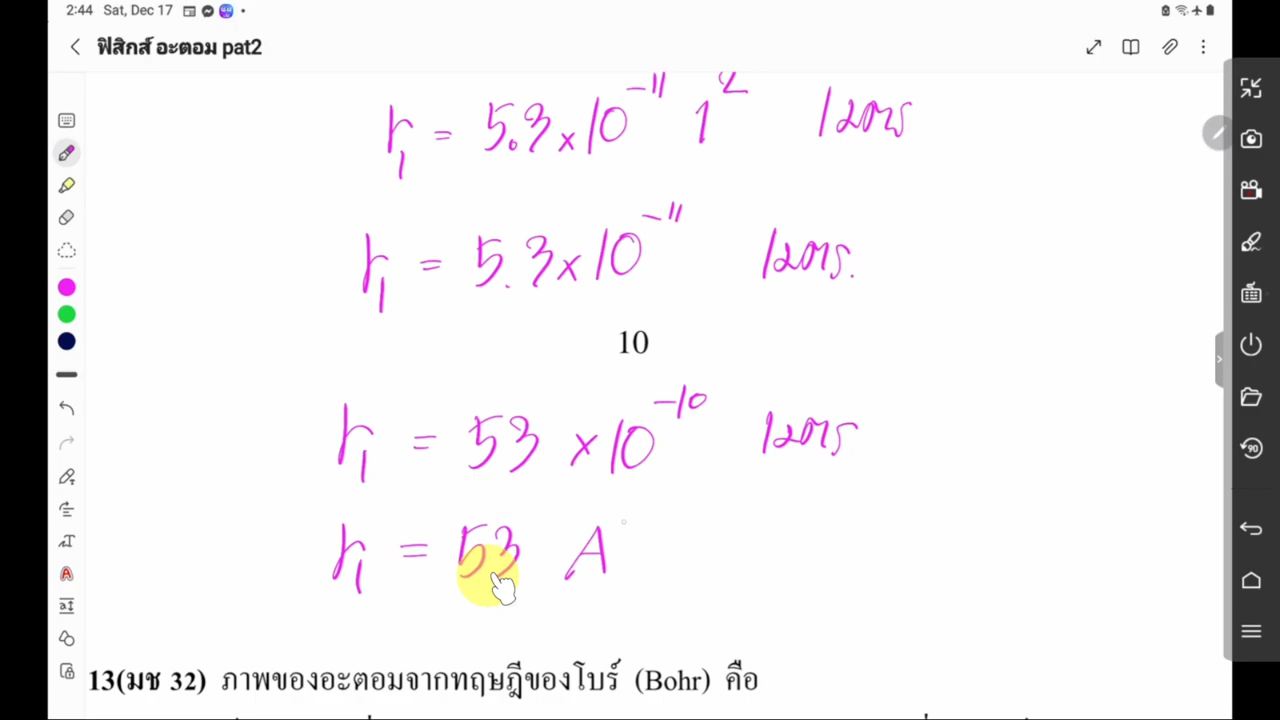 2:44 Sat, Dec 17
ฟิสิกส์ อะตอม pat2
r₁ = 5.3×10⁻¹¹ 1² เมตร
r₁ = 5.3×10⁻¹¹ เมตร.
10
r₁ = 53 ×10⁻¹⁰ เมตร
r₁ = 53 A
13(มช 32) ภาพของอะตอมจากทฤษฎีของโบร์ (Bohr) คือ